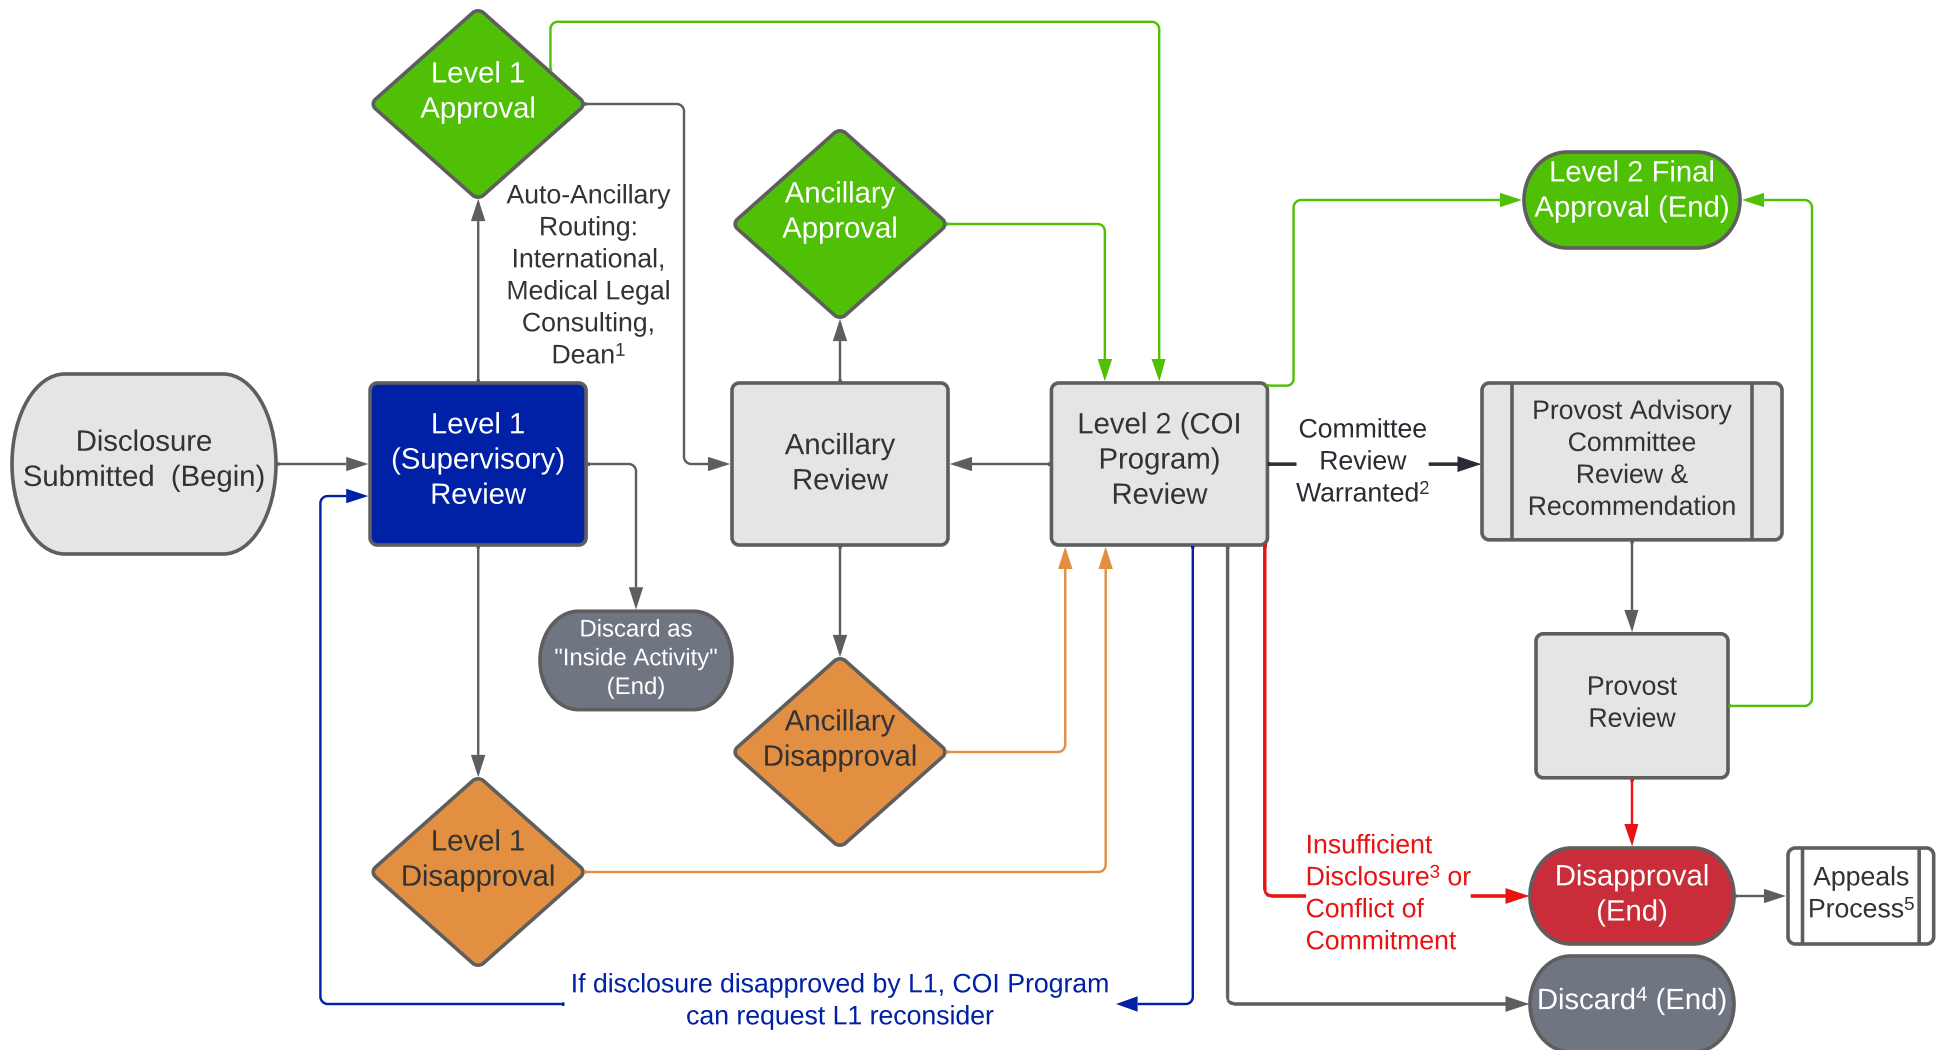 Level 1
Approval
Auto-Ancillary
Routing:
International,
Medical Legal
Consulting,
Dean¹
Ancillary
Approval
Level 2 Final
Approval (End)
Disclosure
Submitted  (Begin)
Level 1
(Supervisory)
Review
Ancillary
Review
Level 2 (COI
Program)
Review
Committee
Review
Warranted²
Provost Advisory
Committee
Review &
Recommendation
Discard as
"Inside Activity"
(End)
Provost
Review
Ancillary
Disapproval
Level 1
Disapproval
Insufficient
Disclosure³ or
Conflict of
Commitment
Disapproval
(End)
Appeals
Process⁵
If disclosure disapproved by L1, COI Program
can request L1 reconsider
Discard⁴ (End)